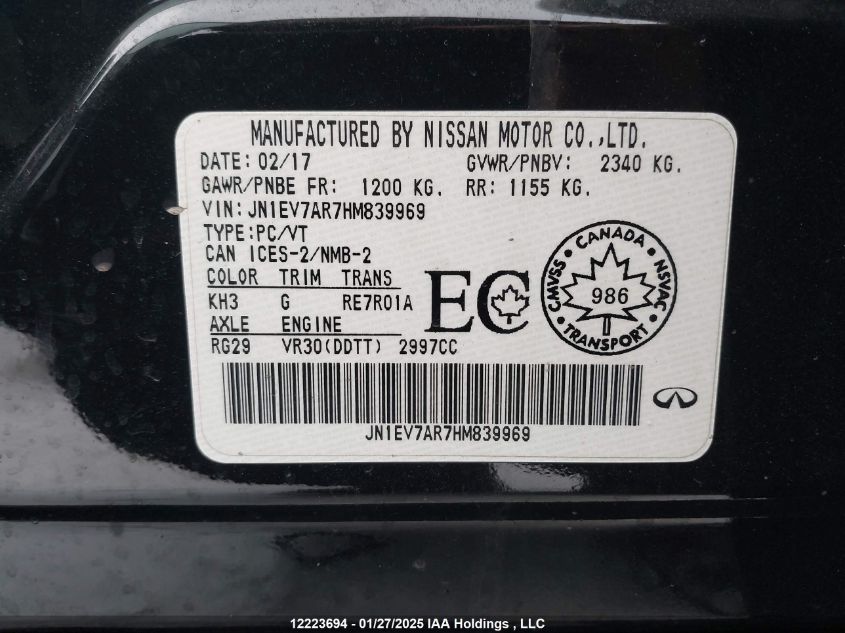 MANUFACTURED BY NISSAN MOTOR CO.,LTD.
DATE: 02/17 GVWR/PNBV: 2340 KG.
GAWR/PNBE FR: 1200 KG. RR: 1155 KG.
VIN: JN1EV7AR7HM839969
TYPE:PC/VT
CAN ICES-2/NMB-2
COLOR TRIM TRANS
KH3 G RE7R01A
AXLE ENGINE
RG29 VR30(DDTT) 2997CC
EC
CANADA
CMVSS 986 NSVAC
TRANSPORT
JN1EV7AR7HM839969
12223694 - 01/27/2025 IAA Holdings , LLC